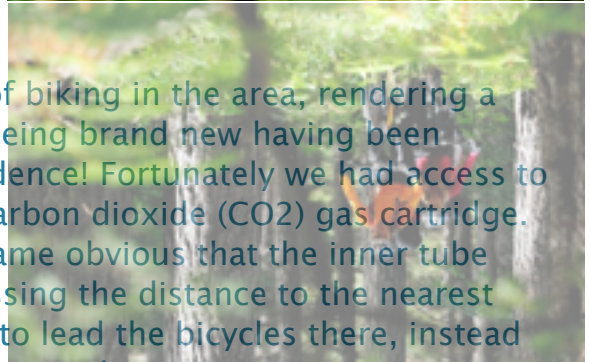 of biking in the area, rendering a
eing brand new having been
dence! Fortunately we had access to
arbon dioxide (CO2) gas cartridge.
ame obvious that the inner tube
ssing the distance to the nearest
to lead the bicycles there, instead